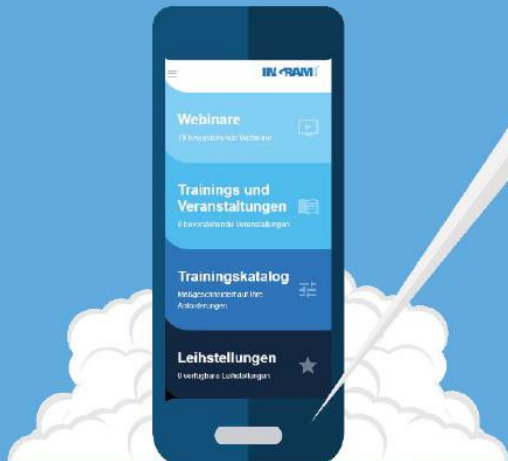 INGRAM
Webinare
19 bevorstehende Webinare
Trainings und
Veranstaltungen
6 bevorstehende Veranstaltungen
Trainingskatalog
Maßgeschneidert auf Ihre
Anforderungen
Leihstellungen
0 verfügbare Leihstellungen